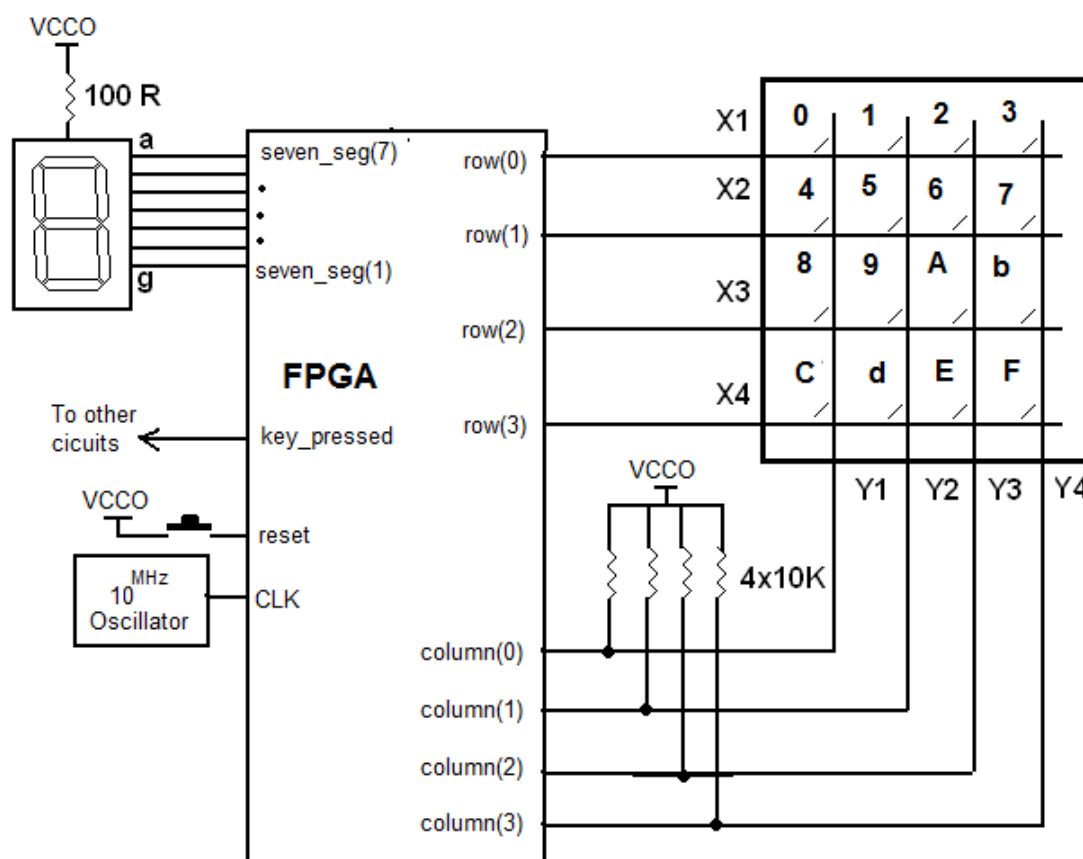 VCCO
100 R
a
g
seven_seg(7)
seven_seg(1)
FPGA
To other
cicuits
key_pressed
VCCO
reset
10 MHz
Oscillator
CLK
row(0)
row(1)
row(2)
row(3)
X1
0 1 2 3
X2
4 5 6 7
X3
8 9 A b
X4
C d E F
Y1 Y2 Y3 Y4
VCCO
4x10K
column(0)
column(1)
column(2)
column(3)